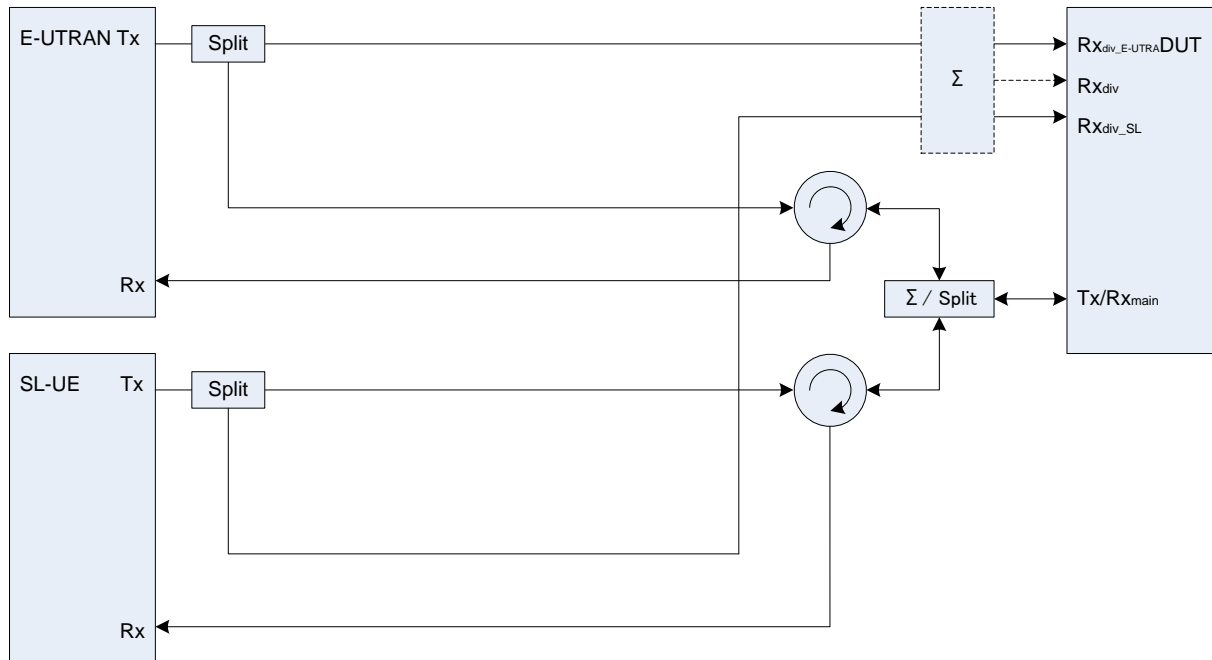 E-UTRAN Tx
Split
Σ
Rxdiv_E-UTRA DUT
Rxdiv
Rxdiv_SL
Rx
Σ / Split
Tx/Rxmain
SL-UE Tx
Split
Rx